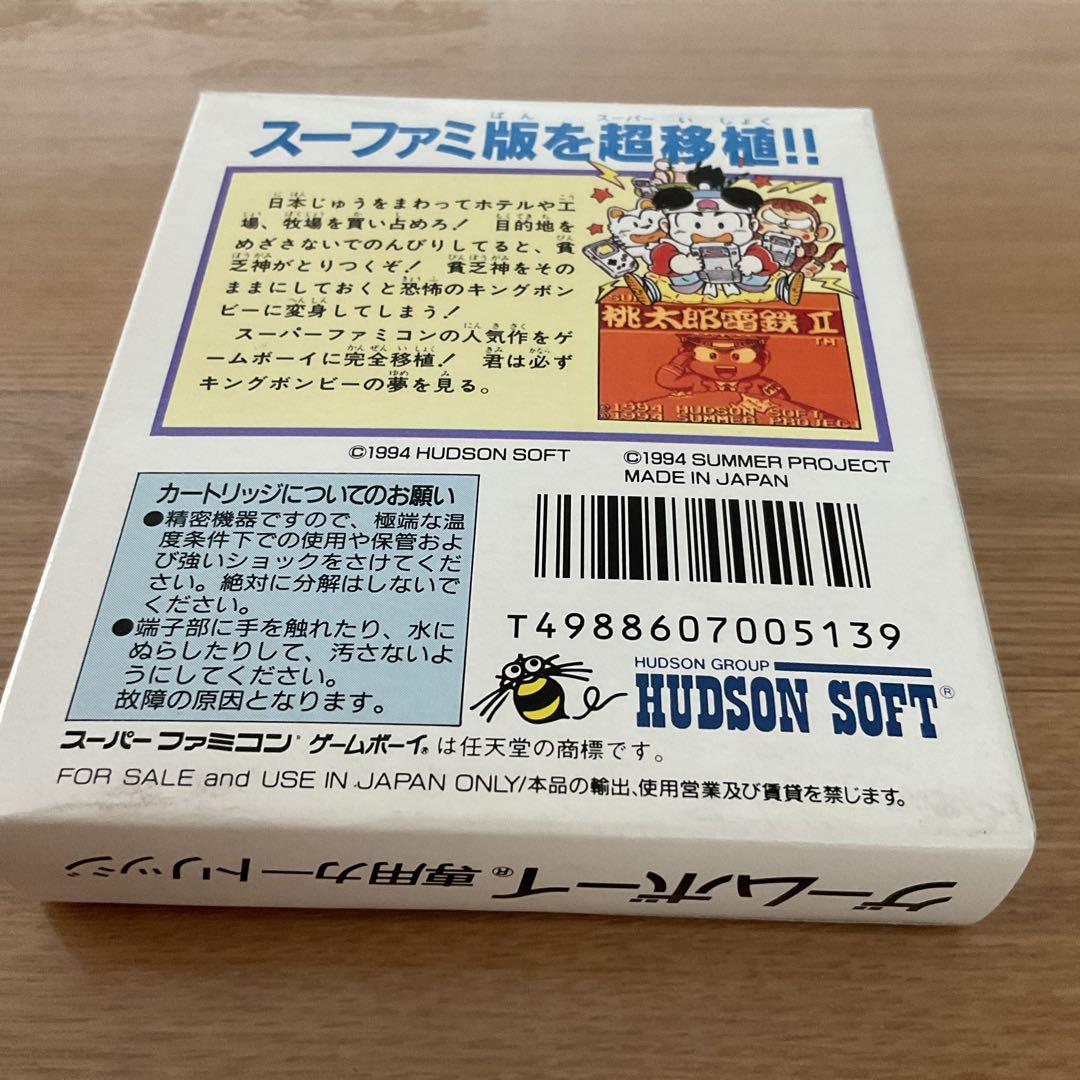 スーファミ版を超移植!!
日本じゅうをまわってホテルや工
場、牧場を買い占めろ! 目的地を
めざさないでのんびりしてると、貧
乏神がとりつくぞ! 貧乏神をその
ままにしておくと恐怖のキングボン
ビーに変身してしまう!
スーパーファミコンの人気作をゲ
ームボーイに完全移植! 君は必ず
キングボンビーの夢を見る。
桃太郎電鉄II
TM
©1994 HUDSON SOFT
©1994 SUMMER PROJECT
©1994 HUDSON SOFT
©1994 SUMMER PROJECT
MADE IN JAPAN
カートリッジについてのお願い
●精密機器ですので、極端な温
度条件下での使用や保管およ
び強いショックをさけてくだ
さい。絶対に分解はしないで
ください。
●端子部に手を触れたり、水に
ぬらしたりして、汚さないよ
うにしてください。
故障の原因となります。
T4988607005139
HUDSON GROUP
HUDSON SOFT®
スーパーファミコン ゲームボーイ®は任天堂の商標です。
FOR SALE and USE IN JAPAN ONLY/本品の輸出、使用営業及び賃貸を禁じます。
ゲームボーイ®専用カートリッジ